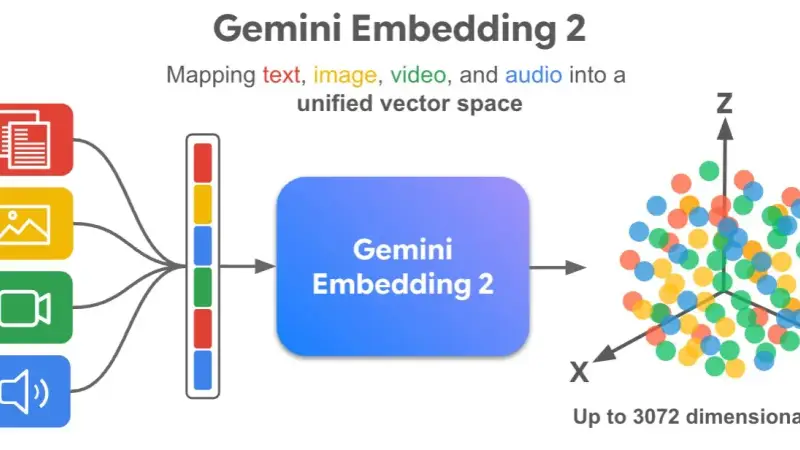 Gemini Embedding 2
Mapping text, image, video, and audio into a
unified vector space
Z
Gemini
Embedding 2
X
Up to 3072 dimensiona